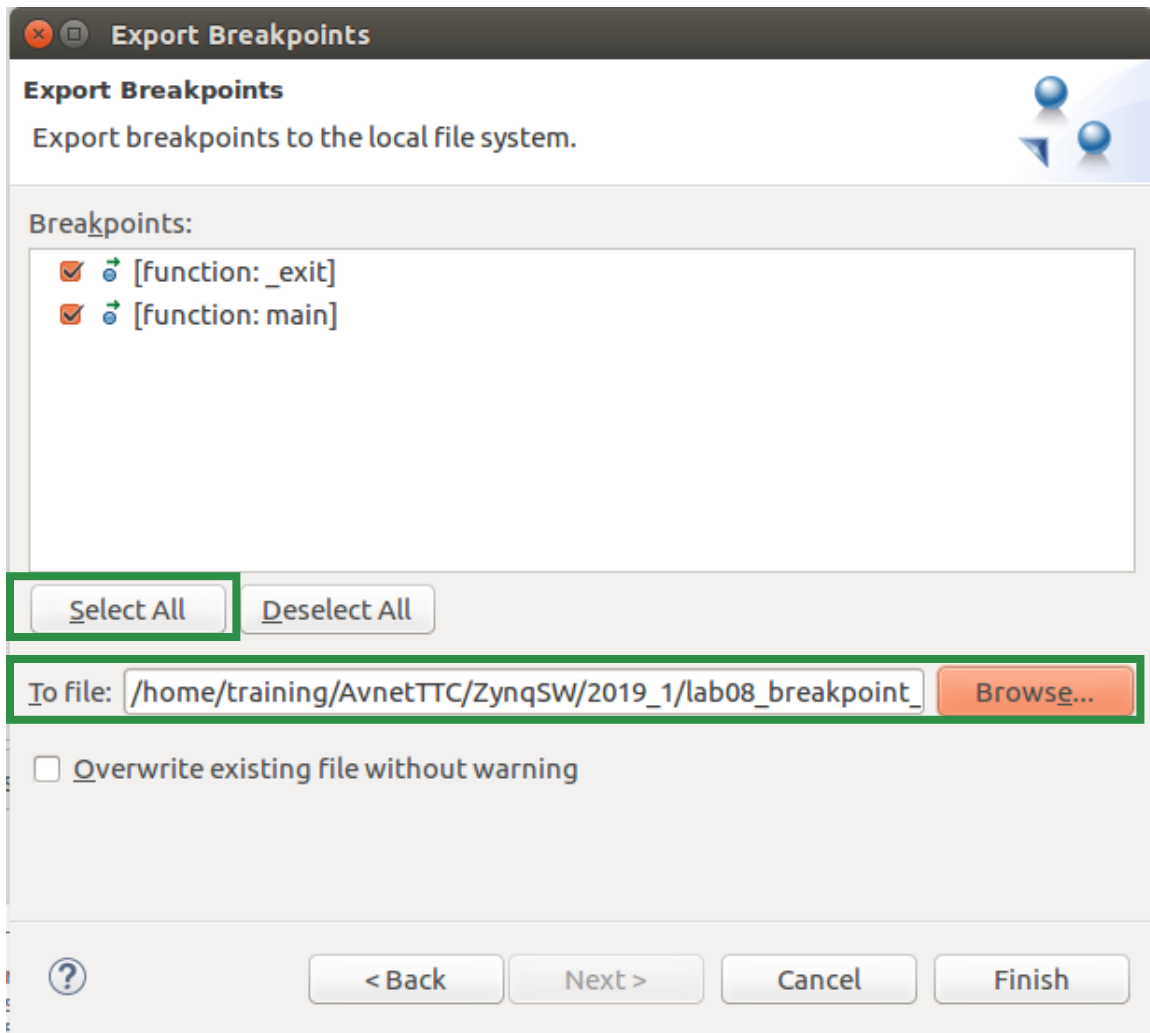 Export Breakpoints
Export Breakpoints
Export breakpoints to the local file system.
Breakpoints:
[function: _exit]
[function: main]
Select All Deselect All
To file: /home/training/AvnetTTC/ZynqSW/2019_1/lab08_breakpoint_ Browse...
Overwrite existing file without warning
? < Back Next > Cancel Finish